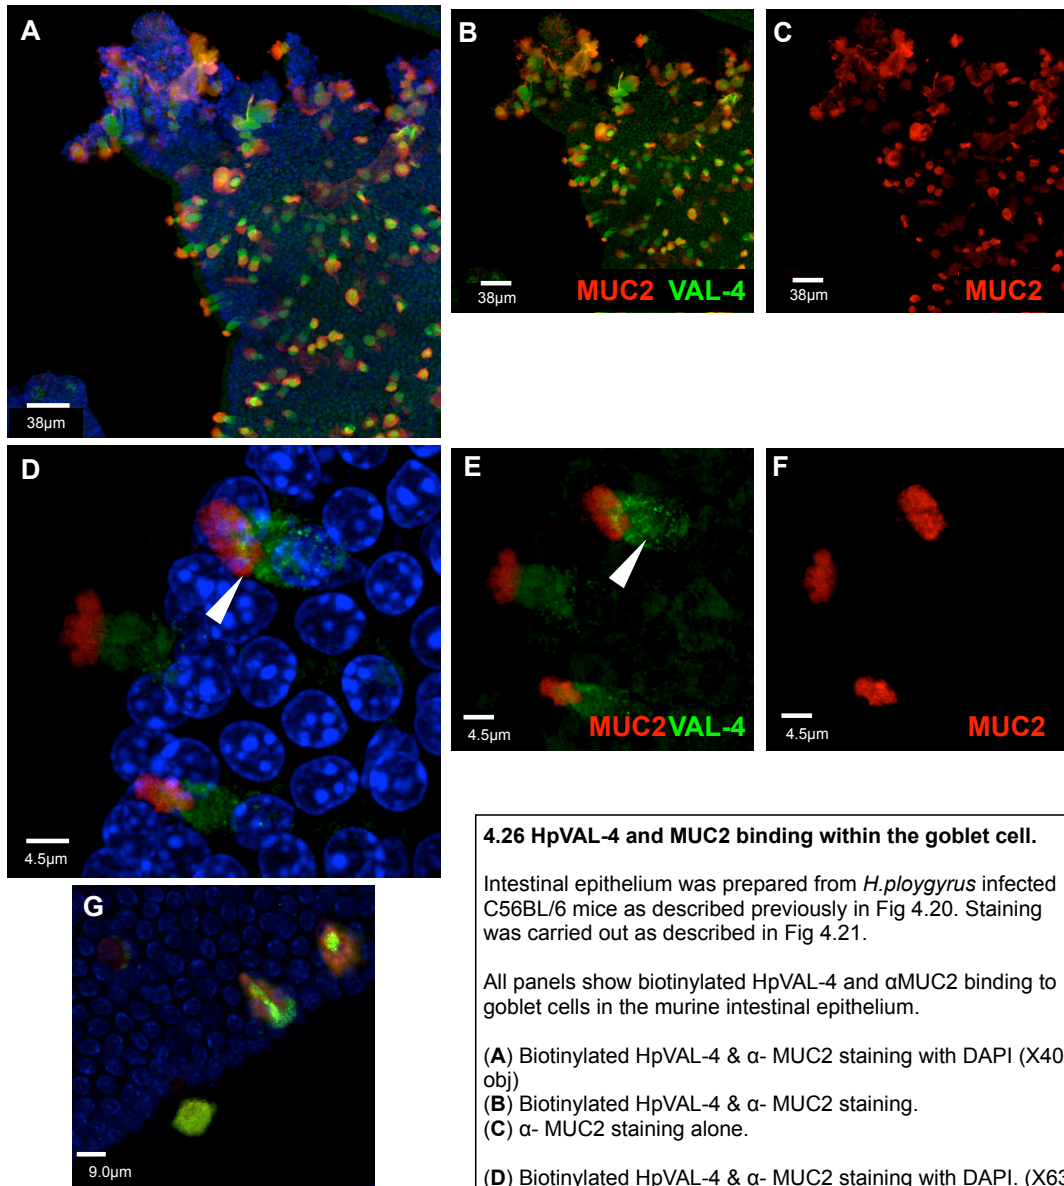 A
38µm
B
38µm
MUC2 VAL-4
C
38µm
MUC2
D
4.5µm
E
4.5µm
MUC2 VAL-4
F
4.5µm
MUC2
G
9.0µm
4.26 HpVAL-4 and MUC2 binding within the goblet cell.
Intestinal epithelium was prepared from H.ploygyrus infected
C56BL/6 mice as described previously in Fig 4.20. Staining
was carried out as described in Fig 4.21.
All panels show biotinylated HpVAL-4 and αMUC2 binding to
goblet cells in the murine intestinal epithelium.
(A) Biotinylated HpVAL-4 & α- MUC2 staining with DAPI (X40
obj)
(B) Biotinylated HpVAL-4 & α- MUC2 staining.
(C) α- MUC2 staining alone.
(D) Biotinylated HpVAL-4 & α- MUC2 staining with DAPI. (X63